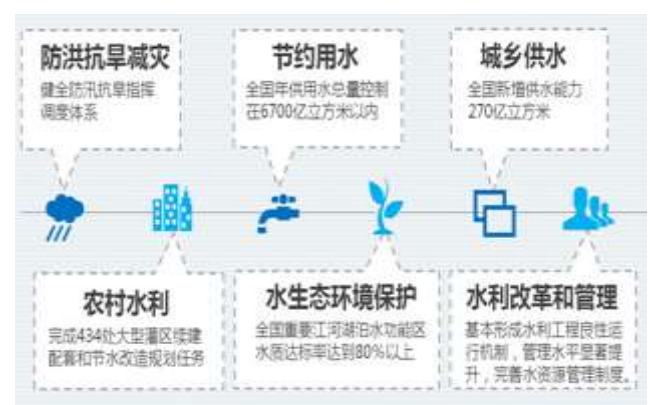 防洪抗旱减灾
健全防汛抗旱指挥
调度体系
节约用水
全国年供用水总量控制
在6700亿立方米以内
城乡供水
全国新增供水能力
270亿立方米
农村水利
完成434处大型灌区续建
配套和节水改造规划任务
水生态环境保护
全国重要江河湖泊水功能区
水质达标率达到80%以上
水利改革和管理
基本形成水利工程良性运
行机制，管理水平显著提
升，完善水资源管理制度。